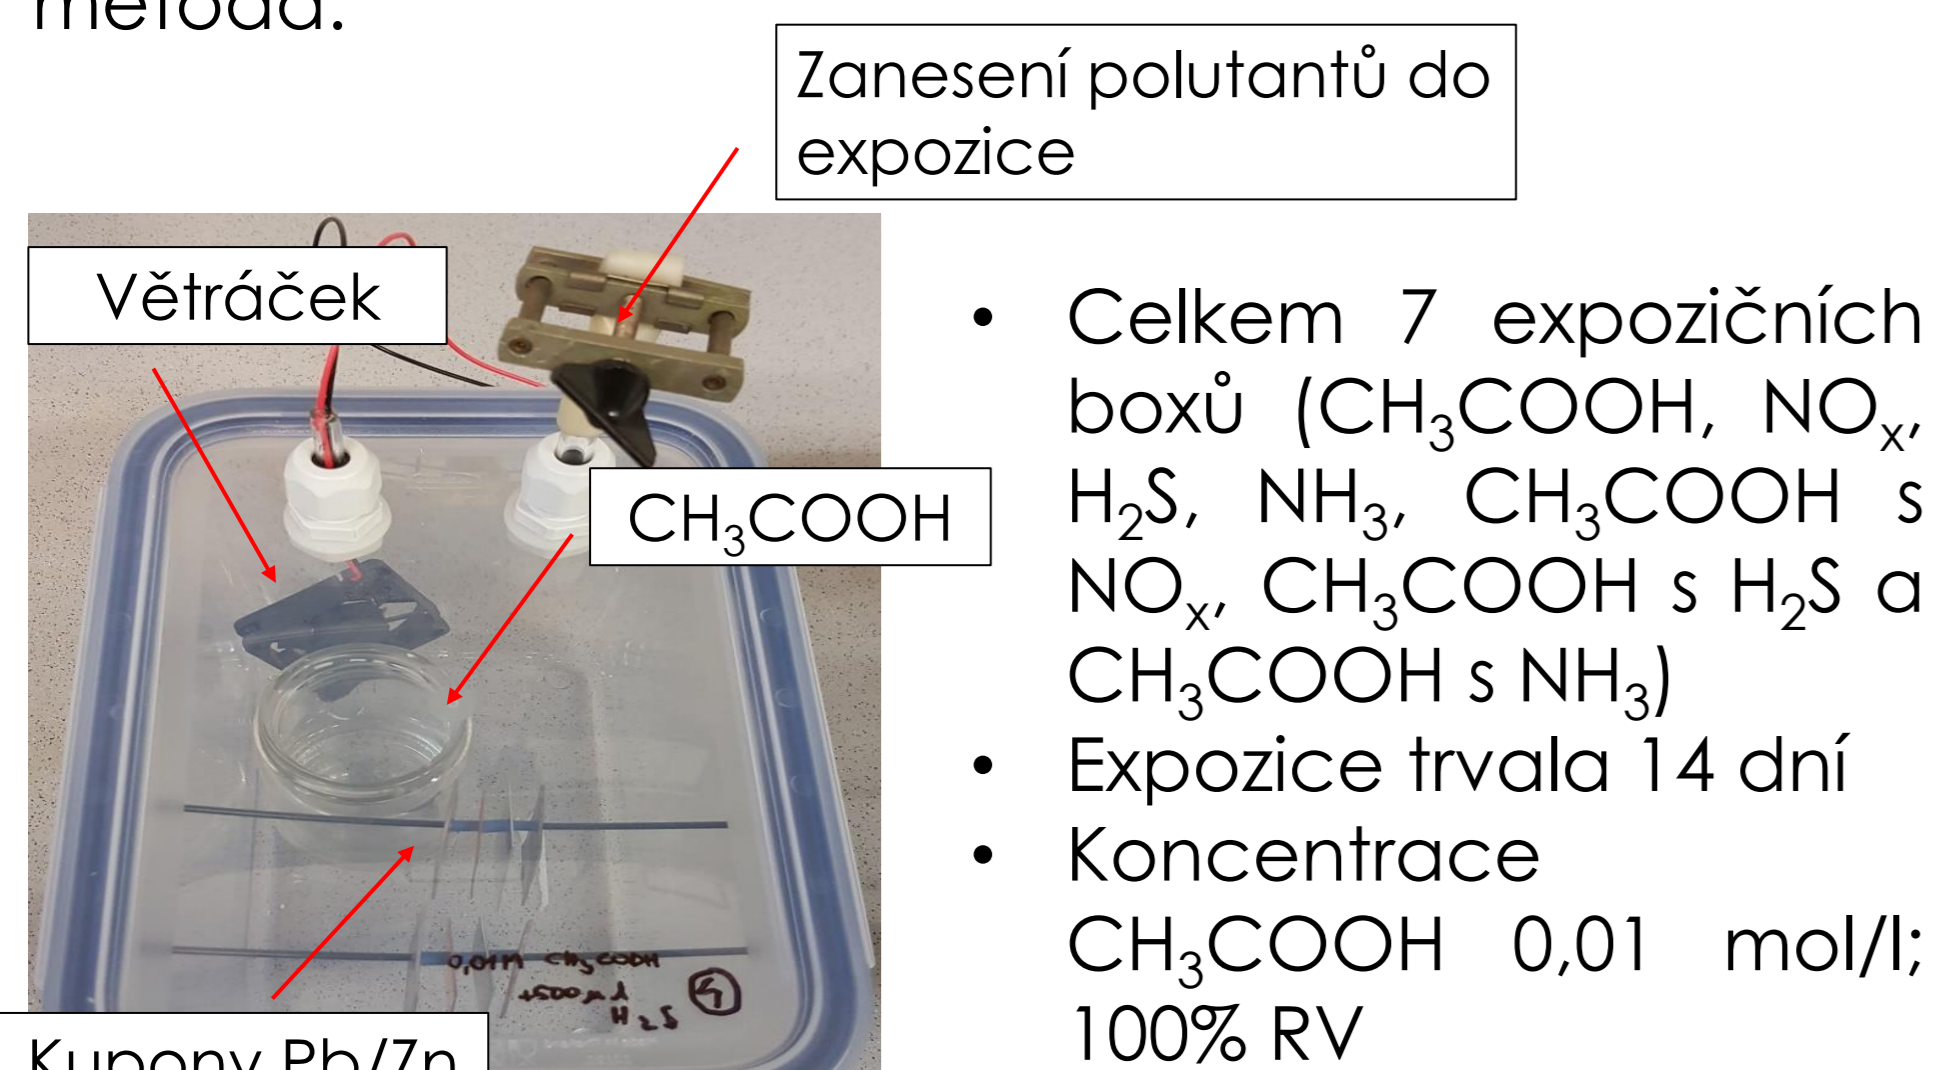 metoda:
Zanesení polutantů do
expozice
Větráček
CH₃COOH
Kupony Pb/Zn
0,01M CH₃COOH
+500 µl
H₂S
4
• Celkem 7 expozičních
boxů (CH₃COOH, NOₓ,
H₂S, NH₃, CH₃COOH s
NOₓ, CH₃COOH s H₂S a
CH₃COOH s NH₃)
• Expozice trvala 14 dní
• Koncentrace
CH₃COOH 0,01 mol/l;
100% RV